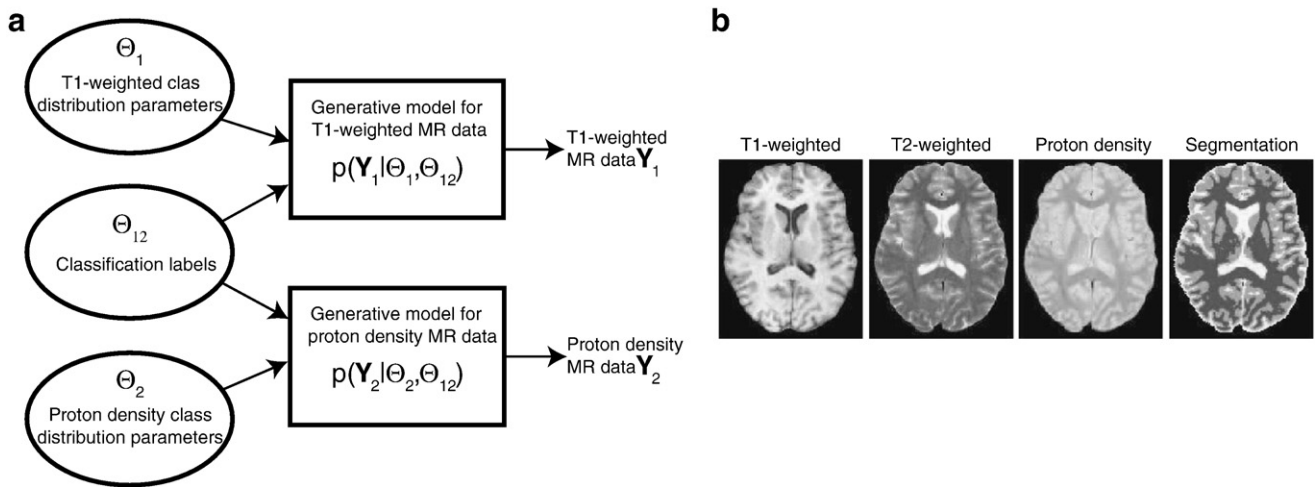 a
Θ1
T1-weighted clas
distribution parameters
Θ12
Classification labels
Θ2
Proton density class
distribution parameters
Generative model for
T1-weighted MR data
p(Y1|Θ1,Θ12)
Generative model for
proton density MR data
p(Y2|Θ2,Θ12)
T1-weighted
MR data Y1
Proton density
MR data Y2
b
T1-weighted
T2-weighted
Proton density
Segmentation